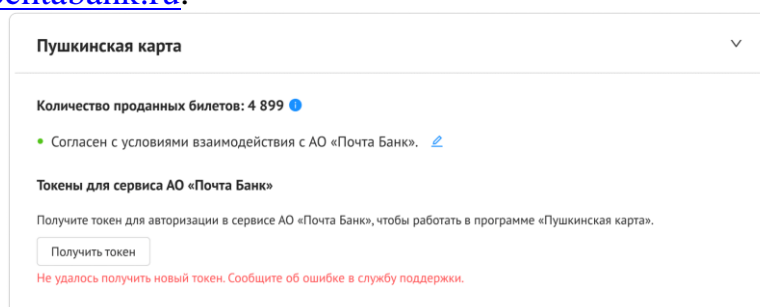 Пушкинская карта
Количество проданных билетов: 4 899
Согласен с условиями взаимодействия с АО «Почта Банк».
Токены для сервиса АО «Почта Банк»
Получите токен для авторизации в сервисе АО «Почта Банк», чтобы работать в программе «Пушкинская карта».
Получить токен
Не удалось получить новый токен. Сообщите об ошибке в службу поддержки.